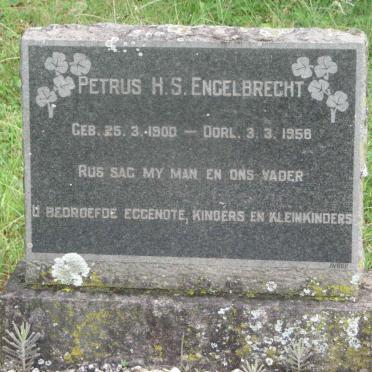 PETRUS H.S. ENGELBRECHT
GEB. 25. 3. 1900 — OORL. 3. 3. 1958
RUS SAG MY MAN EN ONS VADER
U BEDROEFDE EGGENOTE, KINDERS EN KLEINKINDERS